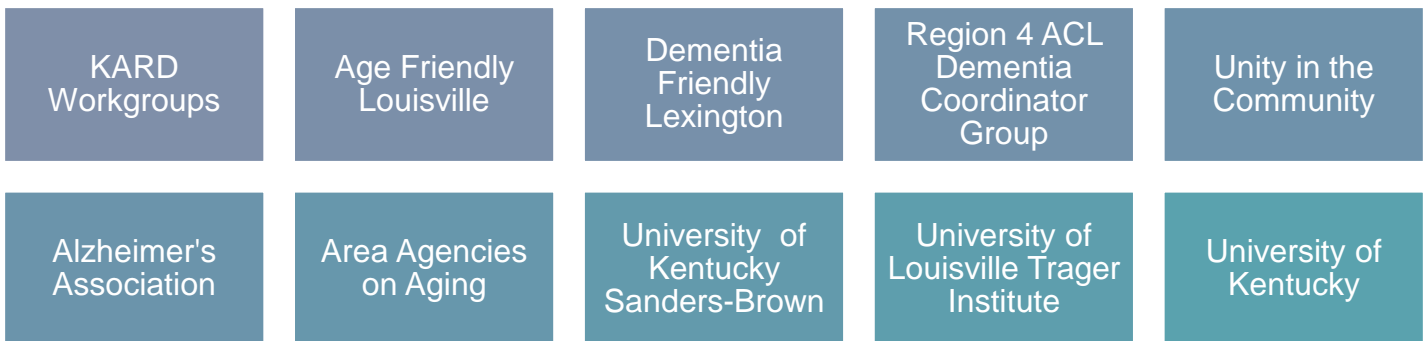 KARD
Workgroups
Age Friendly
Louisville
Dementia
Friendly
Lexington
Region 4 ACL
Dementia
Coordinator
Group
Unity in the
Community
Alzheimer's
Association
Area Agencies
on Aging
University of
Kentucky
Sanders-Brown
University of
Louisville Trager
Institute
University of
Kentucky